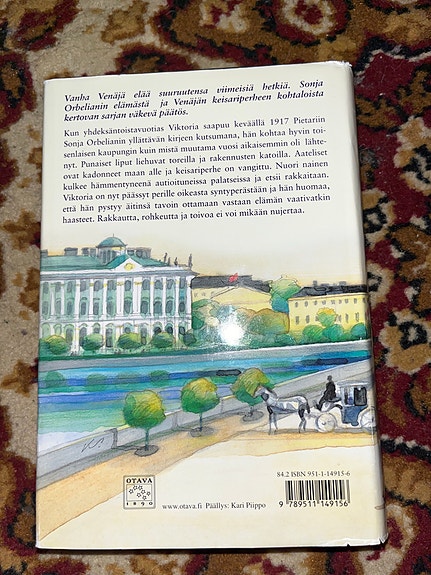 Vanha Venäjä elää suuruutensa viimeisiä hetkiä. Sonja
Orbelianin elämästä ja Venäjän keisariperheen kohtaloista
kertovan sarjan väkevä päätös.
Kun yhdeksäntoistavuotias Viktoria saapuu keväällä 1917 Pietariin
Sonja Orbelianin yllättävän kirjeen kutsumana, hän kohtaa hyvin toi-
senlaisen kaupungin kuin mistä muutama vuosi aikaisemmin oli lähte-
nyt. Punaiset liput liehuvat toreilla ja rakennusten katoilla. Aateliset
ovat kadonneet maan alle ja keisariperhe on vangittu. Nuori nainen
kulkee hämmentyneenä autioituneissa palatseissa ja etsii rakkaitaan.
Viktoria on nyt päässyt perille oikeasta syntyperästään ja hän huomaa,
että hän pystyy äitinsä tavoin ottamaan vastaan elämän vaativatkin
haasteet. Rakkautta, rohkeutta ja toivoa ei voi mikään nujertaa.
84.2 ISBN 951-1-14915-6
OTAVA
1890
www.otava.fi Päällys: Kari Piippo
9 789511 149156